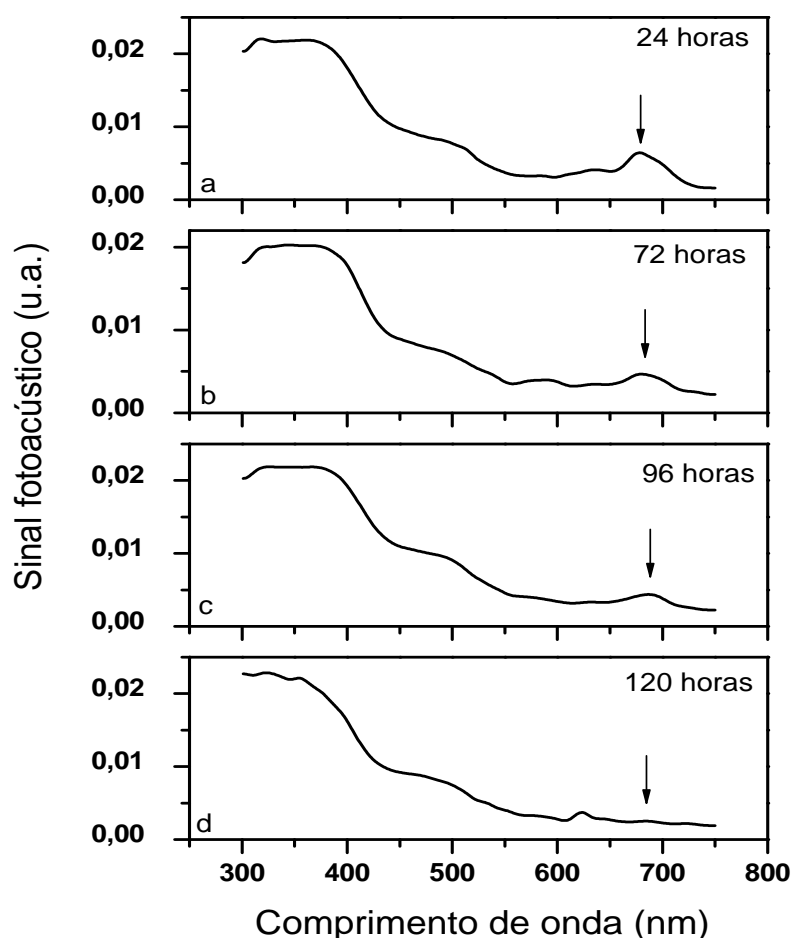 Sinal fotoacústico (u.a.)
24 horas
0,02
0,01
0,00
a
72 horas
0,02
0,01
0,00
b
96 horas
0,02
0,01
0,00
c
120 horas
0,02
0,01
0,00
d
300 400 500 600 700 800
Comprimento de onda (nm)